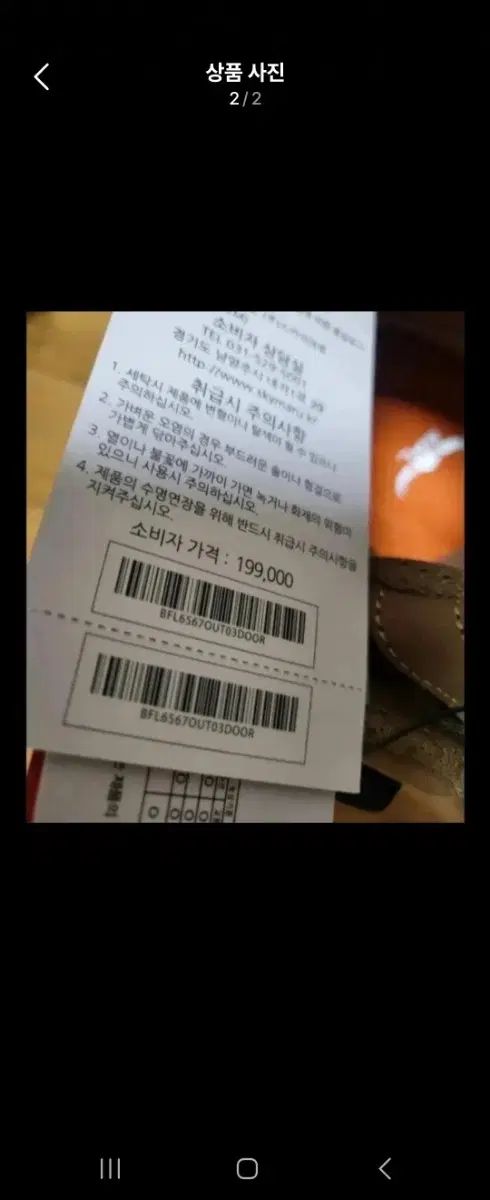 상품 사진
2/2
소비자 상담실
TEL 031-529-5081
경기도 남양주시
http://www.skymaru.kr
취급시 주의사항
1. 세탁시 제품에 변형이나 탈색이 될 수 있으니
주의하십시오.
2. 가벼운 오염의 경우 부드러운 솔이나 헝겊으로
가볍게 닦아주십시오.
3. 열이나 불꽃에 가까이 가면 녹거나 화재의 위험이
있으니 사용시 주의하십시오.
4. 제품의 수명연장을 위해 반드시 취급시 주의사항을
지켜주십시오.
소비자 가격 : 199,000
BFL6567OUT03DOOR
BFL6567OUT03DOOR